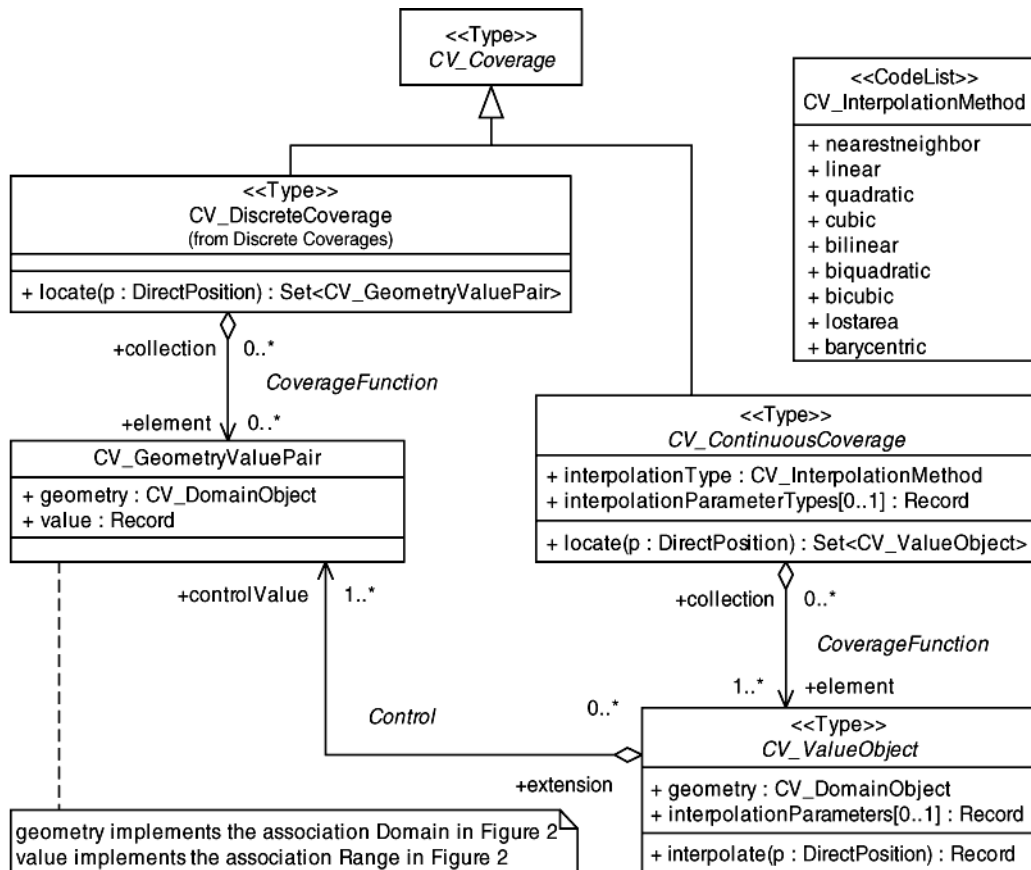 <<Type>>
CV_Coverage
<<CodeList>>
CV_InterpolationMethod
+ nearestneighbor
+ linear
+ quadratic
+ cubic
+ bilinear
+ biquadratic
+ bicubic
+ lostarea
+ barycentric
<<Type>>
CV_DiscreteCoverage
(from Discrete Coverages)
+ locate(p : DirectPosition) : Set<CV_GeometryValuePair>
+collection 0..*
CoverageFunction
+element 0..*
CV_GeometryValuePair
+ geometry : CV_DomainObject
+ value : Record
<<Type>>
CV_ContinuousCoverage
+ interpolationType : CV_InterpolationMethod
+ interpolationParameterTypes[0..1] : Record
+ locate(p : DirectPosition) : Set<CV_ValueObject>
+controlValue 1..*
+collection 0..*
CoverageFunction
1..* +element
Control
0..*
+extension
<<Type>>
CV_ValueObject
+ geometry : CV_DomainObject
+ interpolationParameters[0..1] : Record
+ interpolate(p : DirectPosition) : Record
geometry implements the association Domain in Figure 2
value implements the association Range in Figure 2